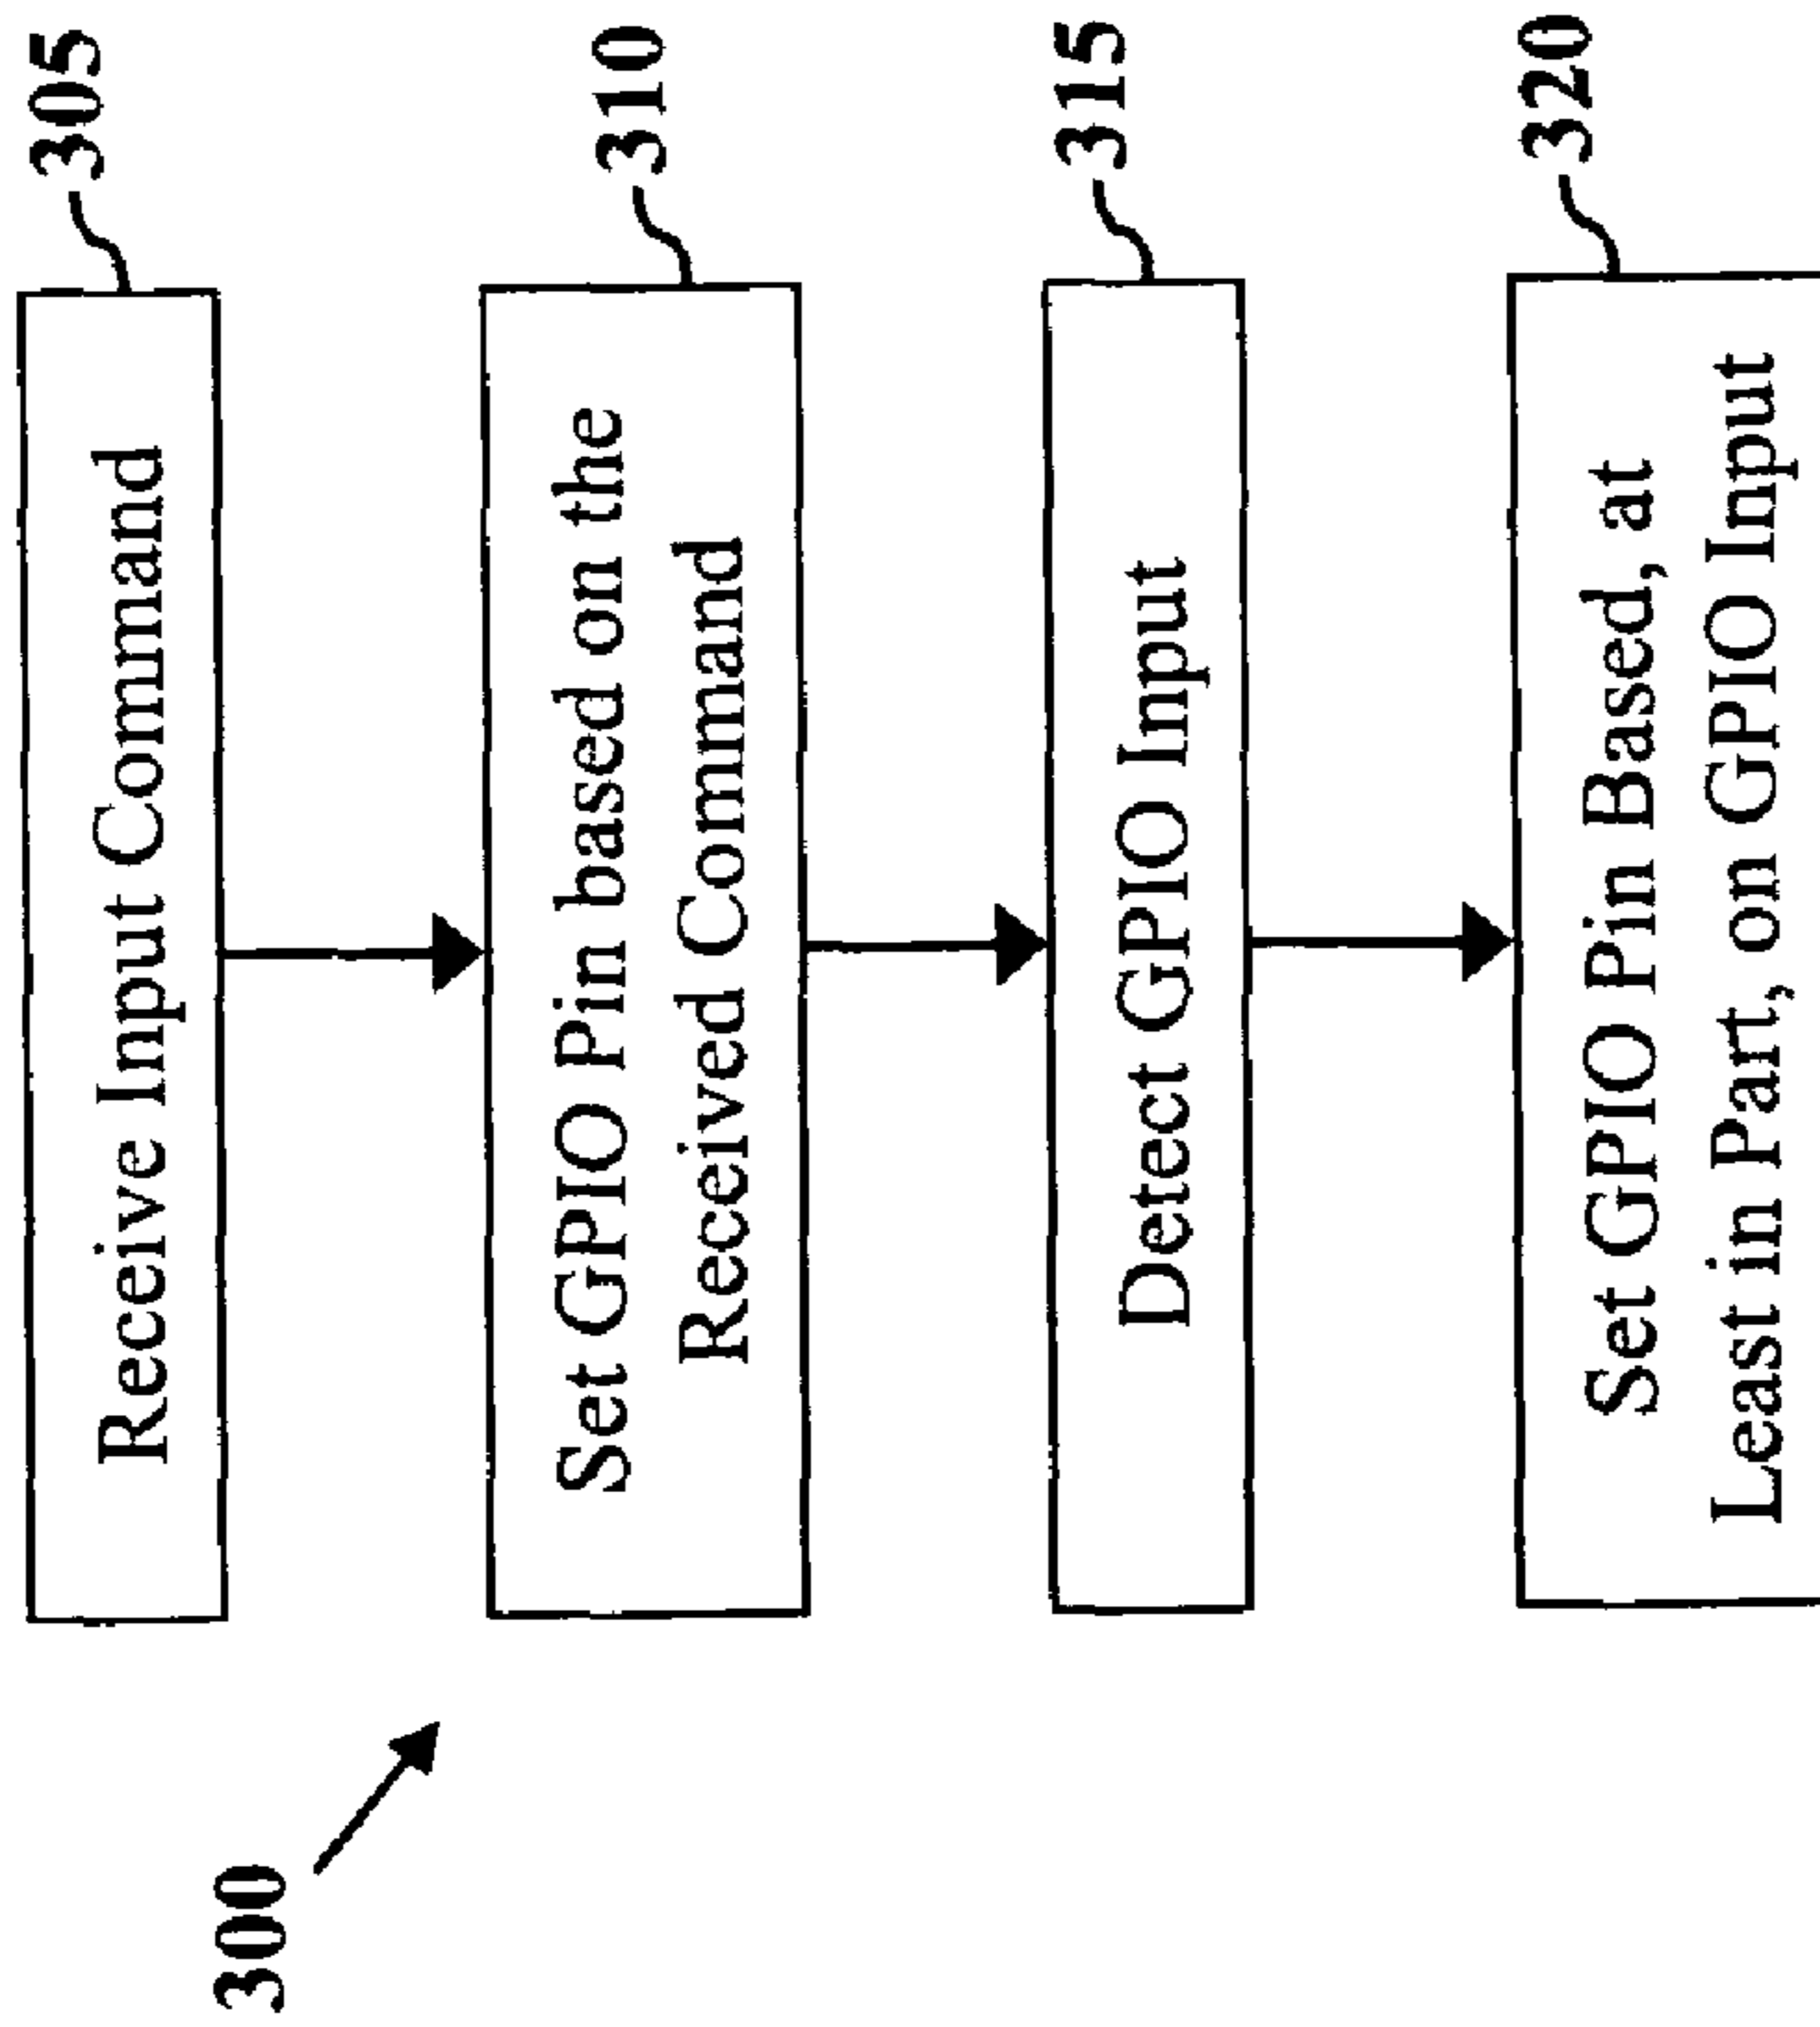 300
Receive Input Command
305
Set GPIO Pin based on the
Received Command
310
Detect GPIO Input
315
Set GPIO Pin Based, at
Least in Part, on GPIO Input
320